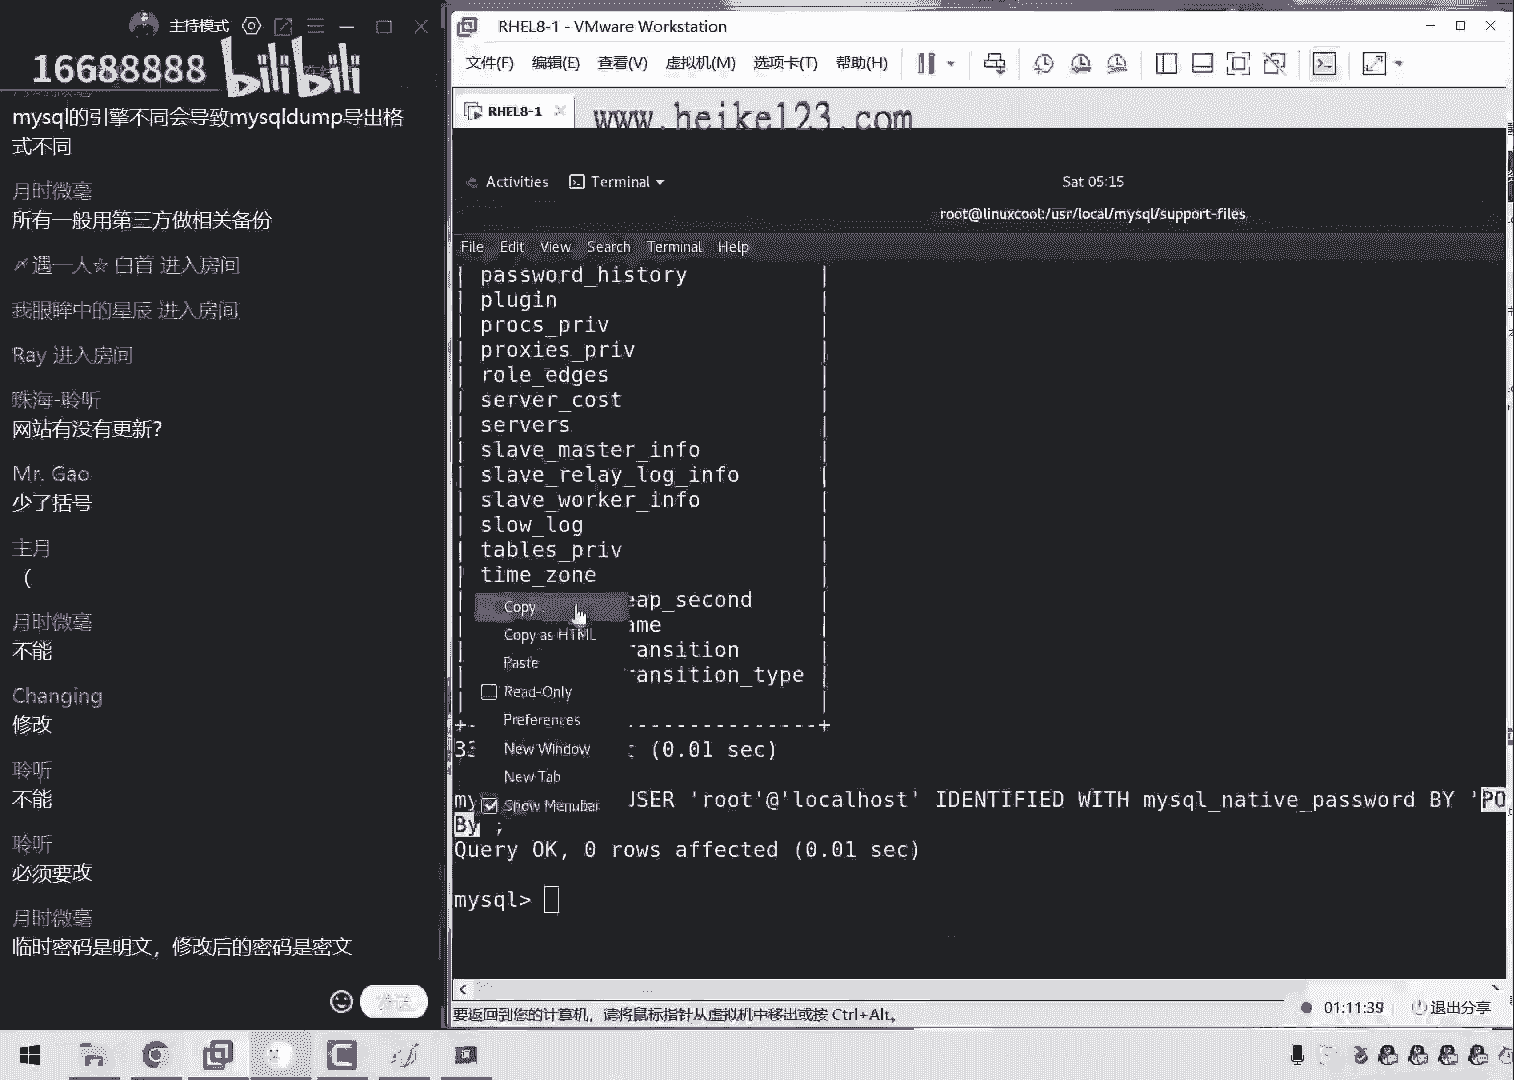 主持模式
16688888 bilibili
mysql的引擎不同会导致mysqldump导出格
式不同
月时微毫
所有一般用第三方做相关备份
遇一人☆ 白首 进入房间
我眼眸中的星辰 进入房间
Ray 进入房间
珠海-聆听
网站有没有更新?
Mr. Gao
少了括号
主月
（
月时微毫
不能
Changing
修改
聆听
不能
聆听
必须要改
月时微毫
临时密码是明文，修改后的密码是密文
RHEL8-1 - VMware Workstation
文件(F) 编辑(E) 查看(V) 虚拟机(M) 选项卡(T) 帮助(H)
RHEL8-1
www.heike123.com
Activities Terminal Sat 05:15
root@linuxcool:/usr/local/mysql/support-files
File Edit View Search Terminal Help
| password_history |
| plugin |
| procs_priv |
| proxies_priv |
| role_edges |
| server_cost |
| servers |
| slave_master_info |
| slave_relay_log_info |
| slave_worker_info |
| slow_log |
| tables_priv |
| time_zone |
eap_second |
ame |
ransition |
ransition_type |
Copy
Copy as HTML
Paste
Read-Only
Preferences
New Window
New Tab
Show Menubar
(0.01 sec)
my USER 'root'@'localhost' IDENTIFIED WITH mysql_native_password BY 'PO
By ;
Query OK, 0 rows affected (0.01 sec)
mysql>
要返回到您的计算机，请将鼠标指针从虚拟机中移出或按 Ctrl+Alt。
01:11:39 退出分享